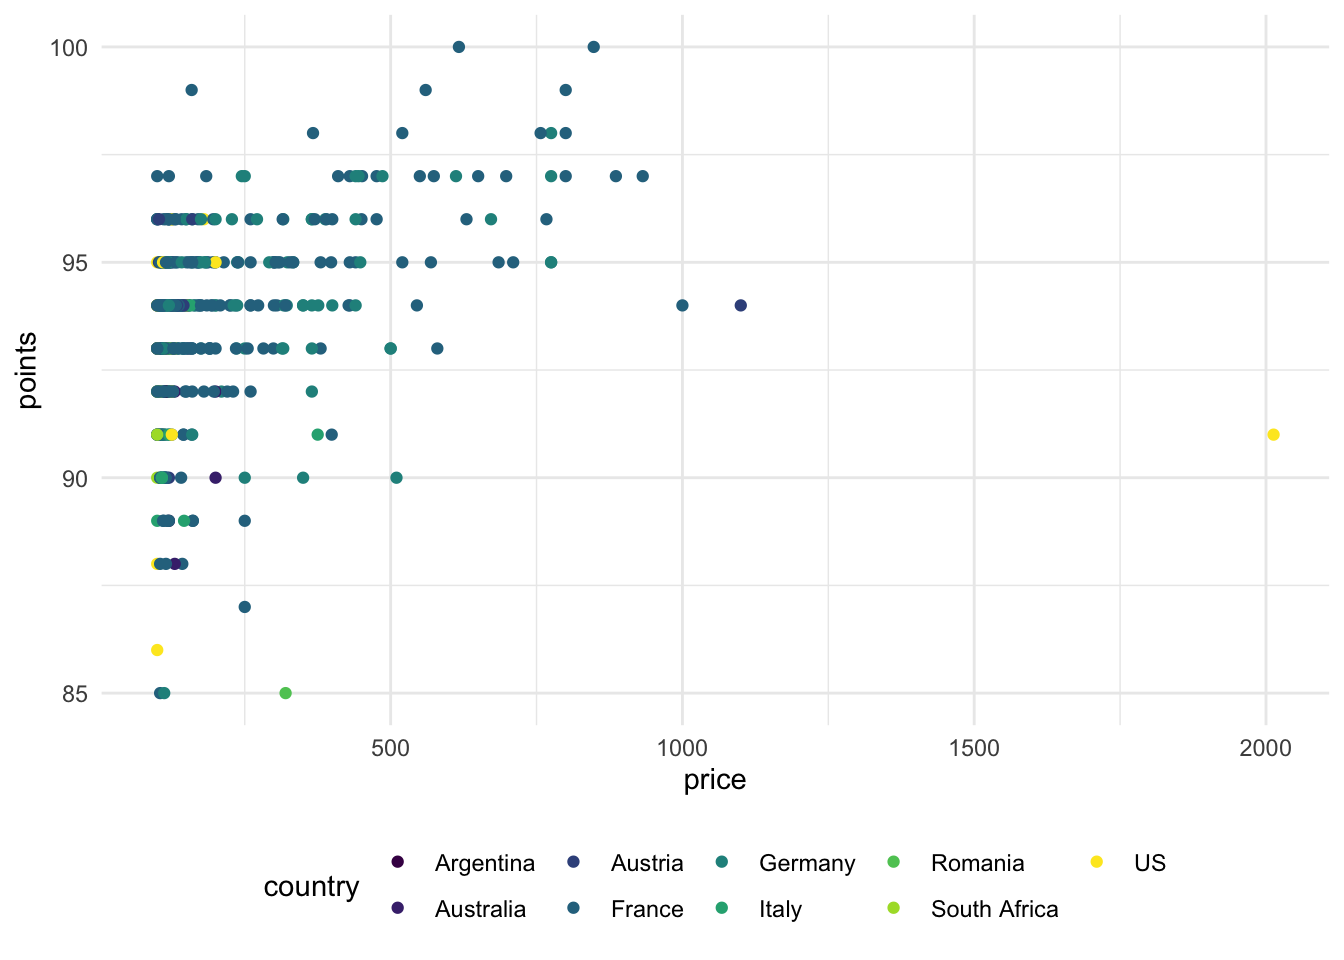 100
95
90
85
points
500 1000 1500 2000
price
country
Argentina Austria Germany Romania US
Australia France Italy South Africa